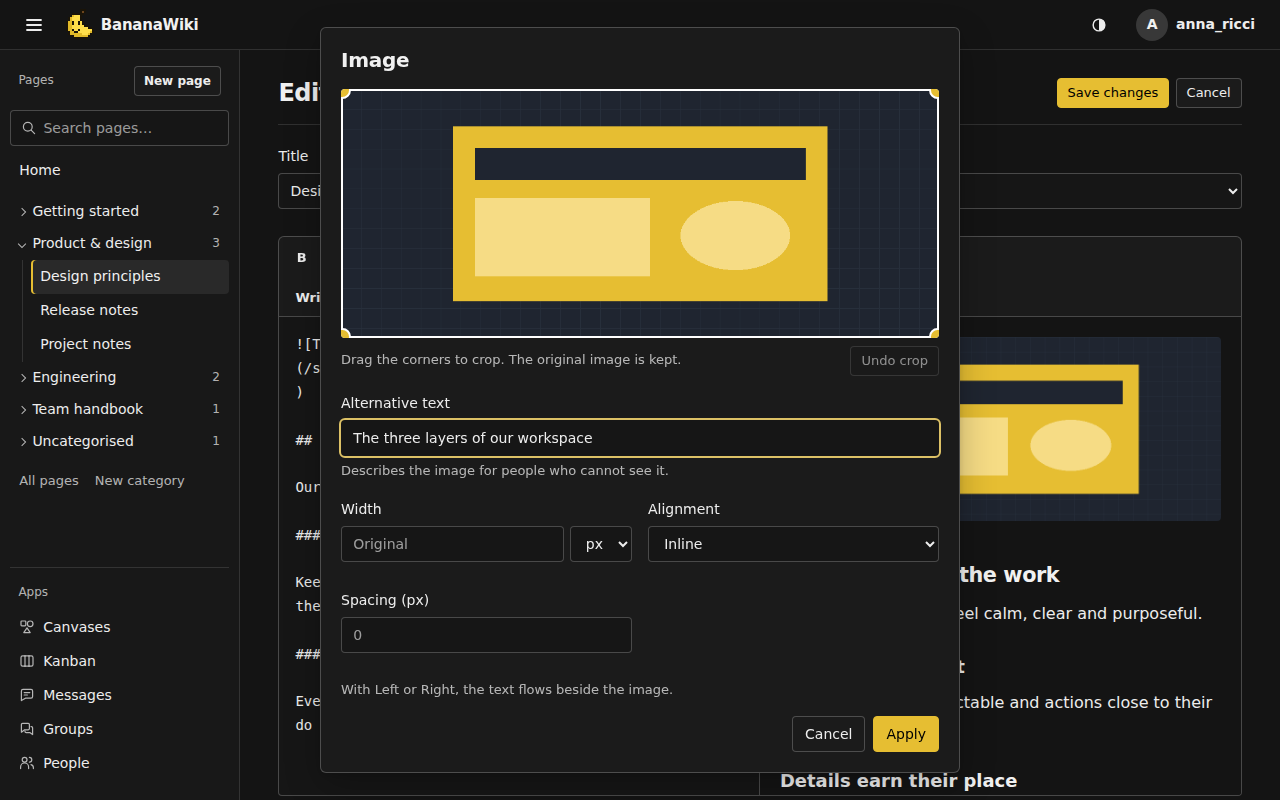 BananaWiki
A anna_ricci
Pages
New page
Search pages…
Home
Getting started 2
Product & design 3
Design principles
Release notes
Project notes
Engineering 2
Team handbook 1
Uncategorised 1
All pages New category
Apps
Canvases
Kanban
Messages
Groups
People
Save changes Cancel
Title
B
##
###
###
the work
calm, clear and purposeful.
and actions close to their
Details earn their place
Image
Drag the corners to crop. The original image is kept.
Undo crop
Alternative text
The three layers of our workspace
Describes the image for people who cannot see it.
Width Alignment
Original px Inline
Spacing (px)
0
With Left or Right, the text flows beside the image.
Cancel Apply